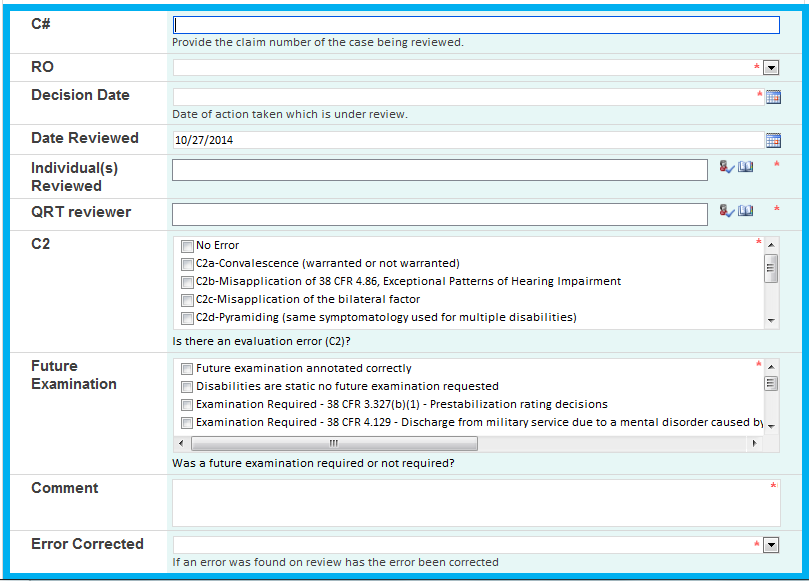 C#
Provide the claim number of the case being reviewed.
RO
*
Decision Date
*
Date of action taken which is under review.
Date Reviewed
10/27/2014
Individual(s)
Reviewed
*
QRT reviewer
*
C2
No Error
*
C2a-Convalescence (warranted or not warranted)
C2b-Misapplication of 38 CFR 4.86, Exceptional Patterns of Hearing Impairment
C2c-Misapplication of the bilateral factor
C2d-Pyramiding (same symptomatology used for multiple disabilities)
Is there an evaluation error (C2)?
Future
Examination
Future examination annotated correctly
*
Disabilities are static no future examination requested
Examination Required - 38 CFR 3.327(b)(1) - Prestabilization rating decisions
Examination Required - 38 CFR 4.129 - Discharge from military service due to a mental disorder caused by
Was a future examination required or not required?
Comment
*
Error Corrected
*
If an error was found on review has the error been corrected